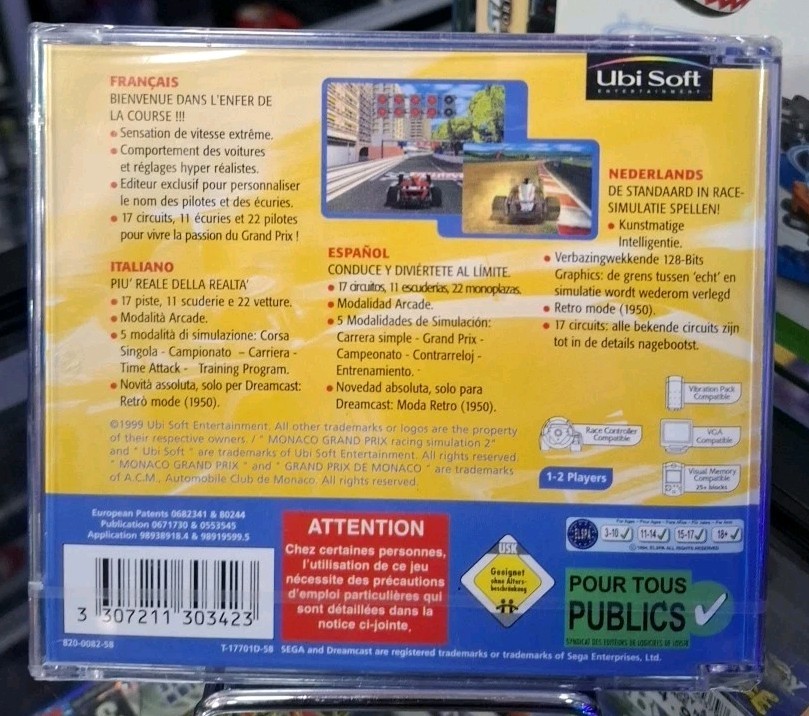 Ubi Soft
ENTERTAINMENT
FRANÇAIS
BIENVENUE DANS L'ENFER DE
LA COURSE !!!
• Sensation de vitesse extrême.
• Comportement des voitures
et réglages hyper réalistes.
• Editeur exclusif pour personnaliser
le nom des pilotes et des écuries.
• 17 circuits, 11 écuries et 22 pilotes
pour vivre la passion du Grand Prix !
ITALIANO
PIU' REALE DELLA REALTA'
• 17 piste, 11 scuderie e 22 vetture.
• Modalità Arcade.
• 5 modalità di simulazione: Corsa
Singola - Campionato – Carriera -
Time Attack - Training Program.
• Novità assoluta, solo per Dreamcast:
Retrò mode (1950).
ESPAÑOL
CONDUCE Y DIVIÉRTETE AL LÍMITE.
• 17 circuitos, 11 escuderías, 22 monoplazas.
• Modalidad Arcade.
• 5 Modalidades de Simulación:
Carrera simple - Grand Prix -
Campeonato - Contrarreloj -
Entrenamiento. -
• Novedad absoluta, solo para
Dreamcast: Moda Retro (1950).
NEDERLANDS
DE STANDAARD IN RACE-
SIMULATIE SPELLEN!
• Kunstmatige
Intelligentie.
• Verbazingwekkende 128-Bits
Graphics: de grens tussen 'echt' en
simulatie wordt wederom verlegd
• Retro mode (1950).
• 17 circuits: alle bekende circuits zijn
tot in de details nagebootst.
©1999 Ubi Soft Entertainment. All other trademarks or logos are the property
of their respective owners. / " MONACO GRAND PRIX racing simulation 2"
and " Ubi Soft " are trademarks of Ubi Soft Entertainment. All rights reserved.
" MONACO GRAND PRIX " and " GRAND PRIX DE MONACO " are trademarks
of A.C.M., Automobile Club de Monaco. All rights reserved.
Vibration Pack
Compatible
Race Controller
Compatible
VGA
Compatible
1-2 Players
Visual Memory
Compatible
25+ blocks
European Patents 0682341 & 80244
Publication 0671730 & 0553545
Application 98938918.4 & 98919599.5
3 307211 303423
820-0082-58
ATTENTION
Chez certaines personnes,
l'utilisation de ce jeu
nécessite des précautions
d'emploi particulières qui
sont détaillées dans la
notice ci-jointe.
USK
Geeignet
ohne Alters-
beschränkung
ELSPA
3-10 ✓ 11-14 ✓ 15-17 ✓ 18+ ✓
POUR TOUS
PUBLICS
SYNDICAT DES EDITEURS DE LOGICIELS DE LOISIR
T-17701D-58 SEGA and Dreamcast are registered trademarks or trademarks of Sega Enterprises, Ltd.